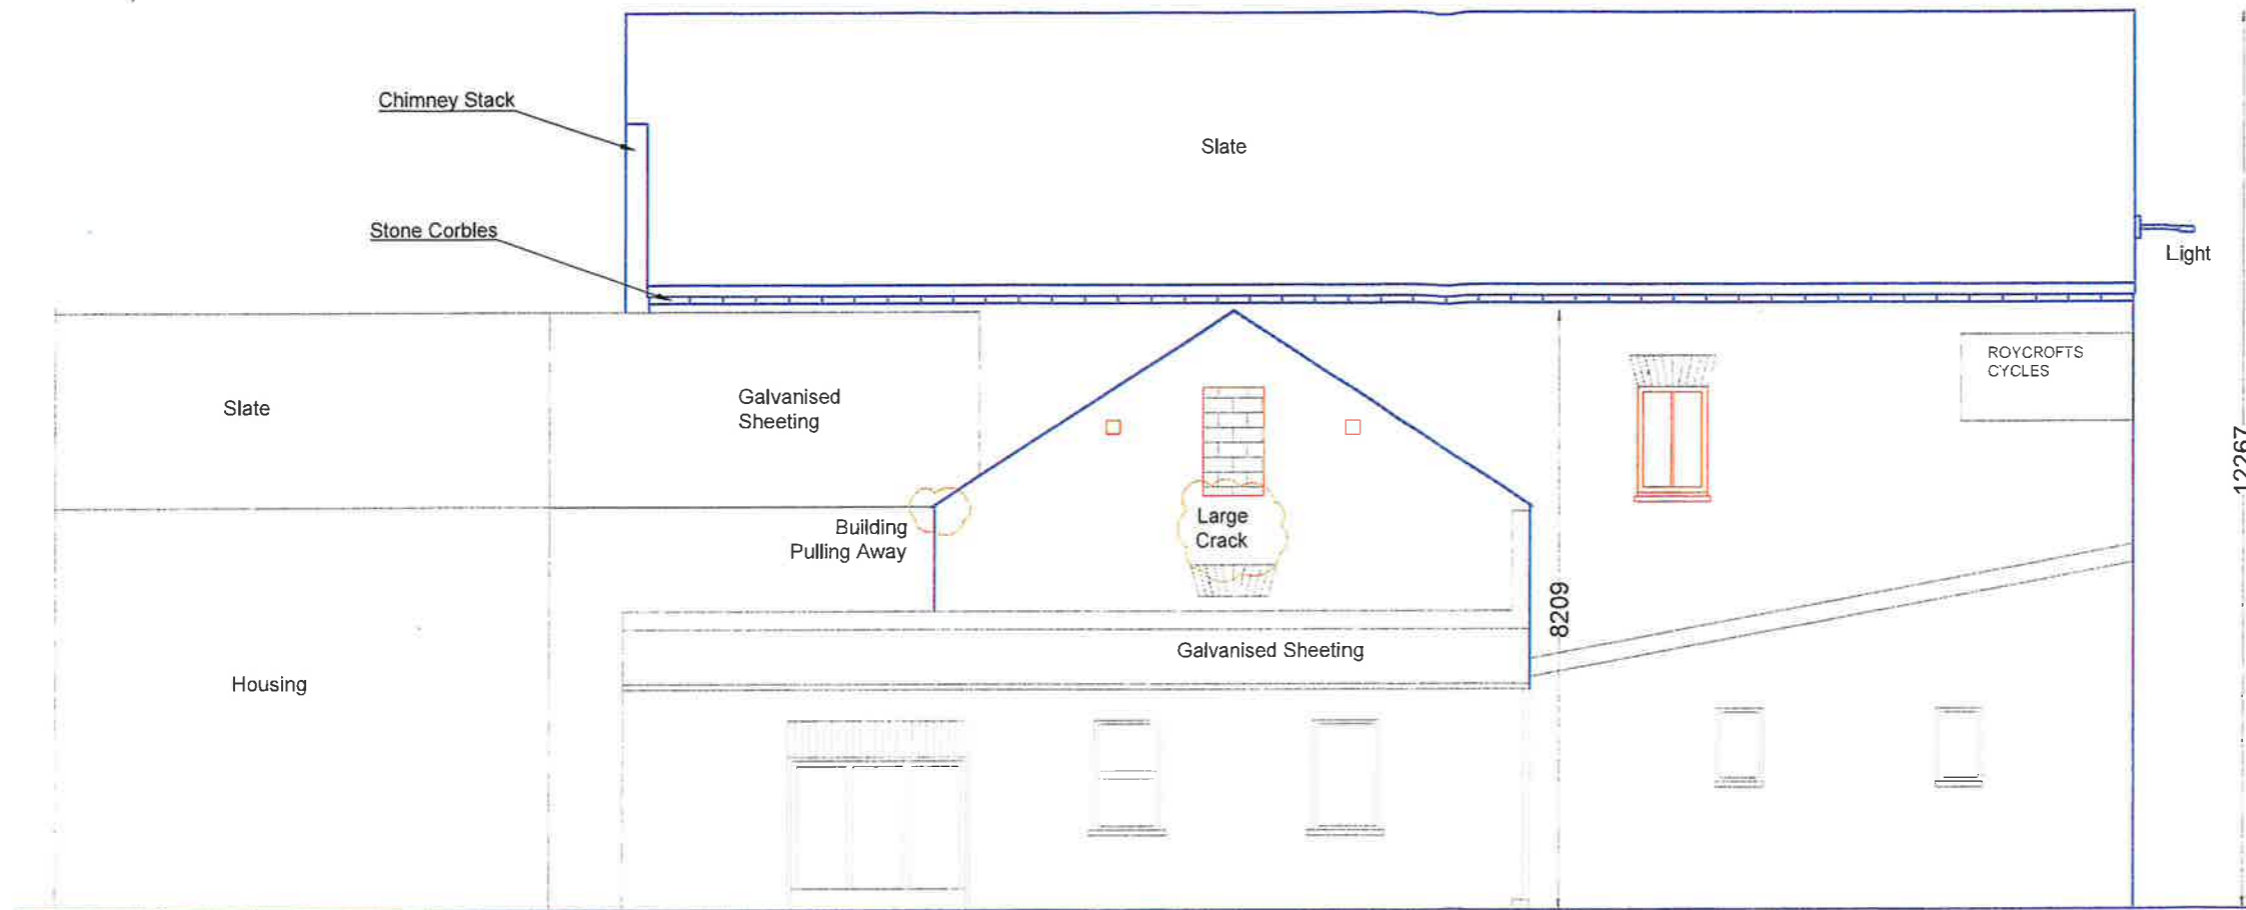 Chimney Stack
Slate
Stone Corbles
Light
ROYCROFTS
CYCLES
Slate
Galvanised
Sheeting
12267
Building
Pulling Away
Large
Crack
8209
Galvanised Sheeting
Housing